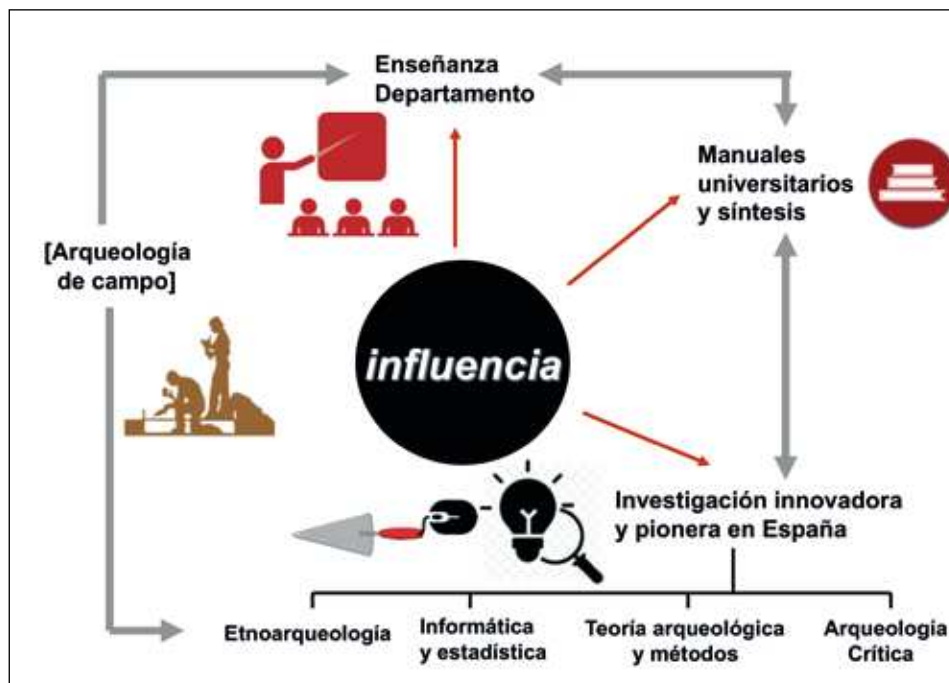 Enseñanza
Departamento
Manuales
universitarios
y síntesis
[Arqueología
de campo]
influencia
Investigación innovadora
y pionera en España
Etnoarqueología
Informática
y estadística
Teoría arqueológica
y métodos
Arqueología
Crítica